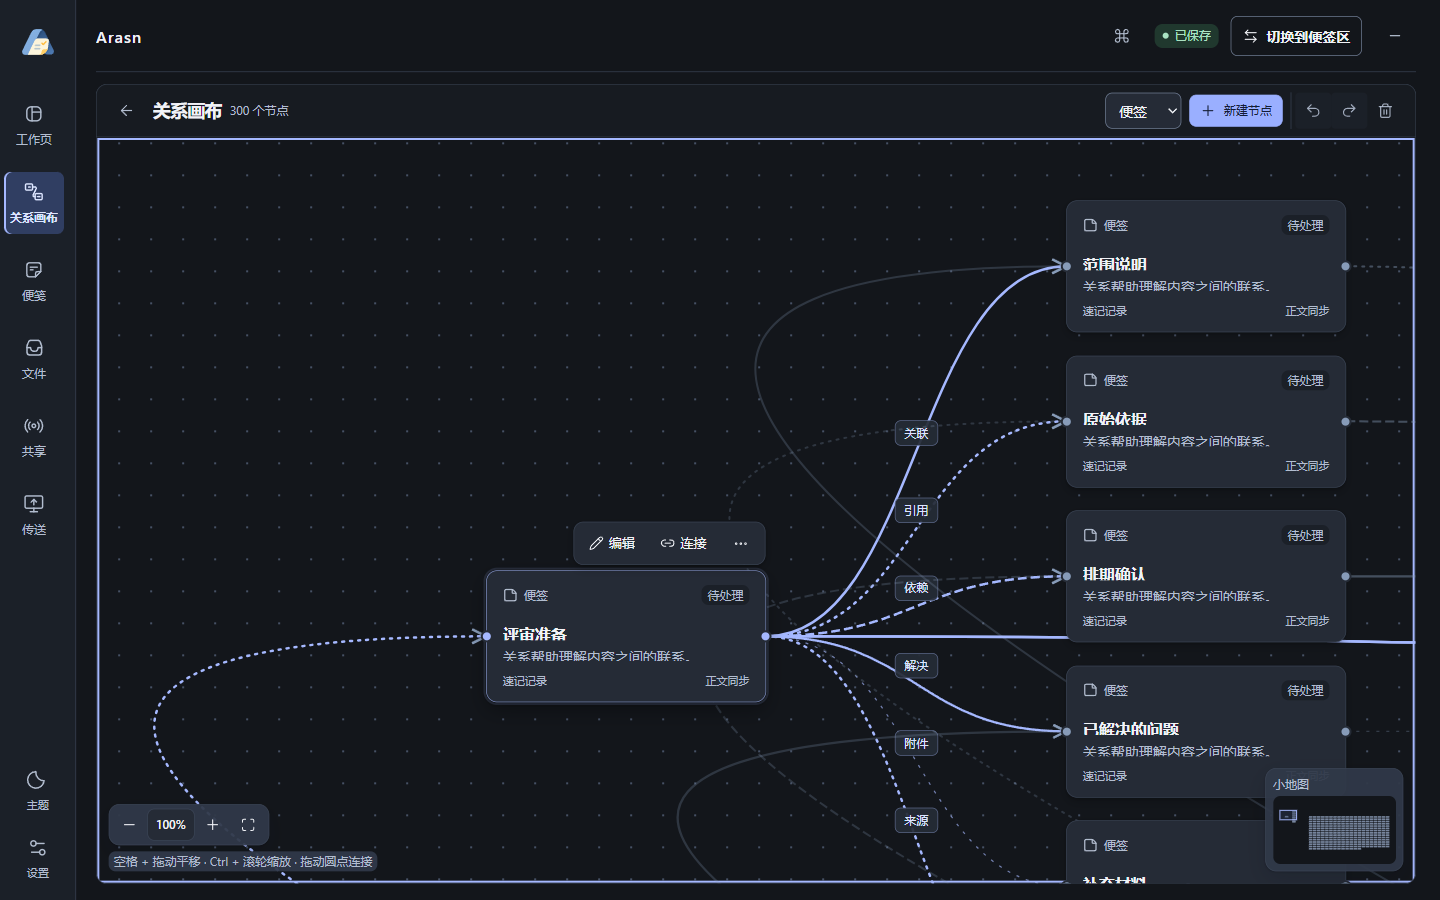 Arasn
已保存
切换到便签区
工作页
关系画布
便笺
文件
共享
传送
主题
设置
关系画布 300 个节点
便签
新建节点
便签 待处理
范围说明
关系帮助理解内容之间的联系。
速记记录 正文同步
便签 待处理
原始依据
关系帮助理解内容之间的联系。
速记记录 正文同步
便签 待处理
排期确认
关系帮助理解内容之间的联系。
速记记录 正文同步
便签 待处理
已解决的问题
关系帮助理解内容之间的联系。
速记记录
便签
补充材料
关联
引用
依赖
解决
附件
来源
编辑 连接
便签 待处理
评审准备
关系帮助理解内容之间的联系。
速记记录 正文同步
100%
空格 + 拖动平移 · Ctrl + 滚轮缩放 · 拖动圆点连接
小地图